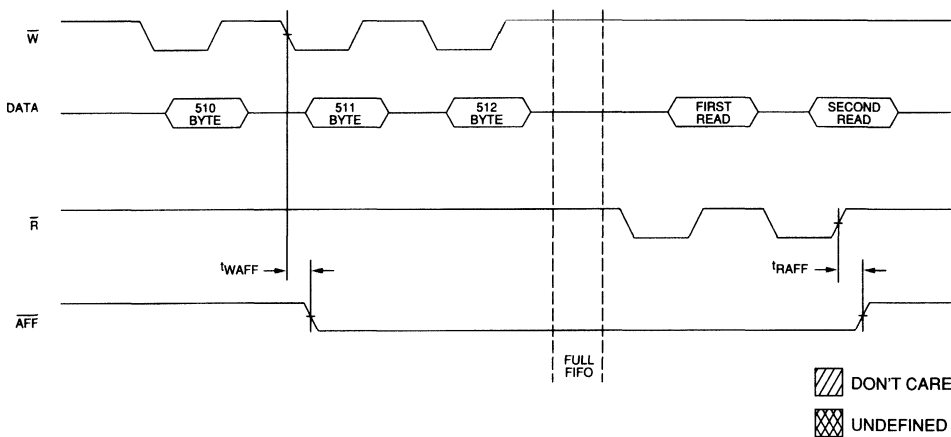 W
DATA
510
BYTE
511
BYTE
512
BYTE
FIRST
READ
SECOND
READ
R
tWAFF
tRAFF
AFF
FULL
FIFO
DON'T CARE
UNDEFINED